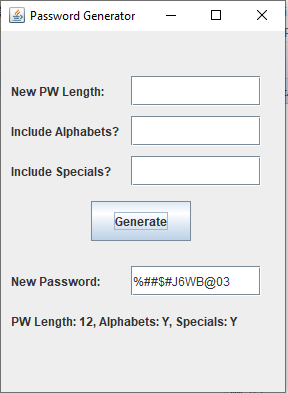 Password Generator
New PW Length:
Include Alphabets?
Include Specials?
Generate
New Password: %##$#J6WB@03
PW Length: 12, Alphabets: Y, Specials: Y